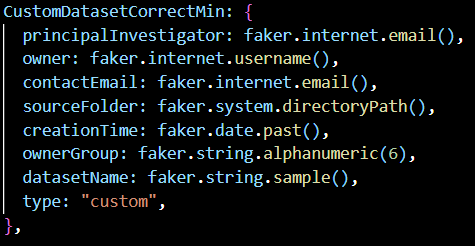 CustomDatasetCorrectMin: {
principalInvestigator: faker.internet.email(),
owner: faker.internet.username(),
contactEmail: faker.internet.email(),
sourceFolder: faker.system.directoryPath(),
creationTime: faker.date.past(),
ownerGroup: faker.string.alphanumeric(6),
datasetName: faker.string.sample(),
type: "custom",
},